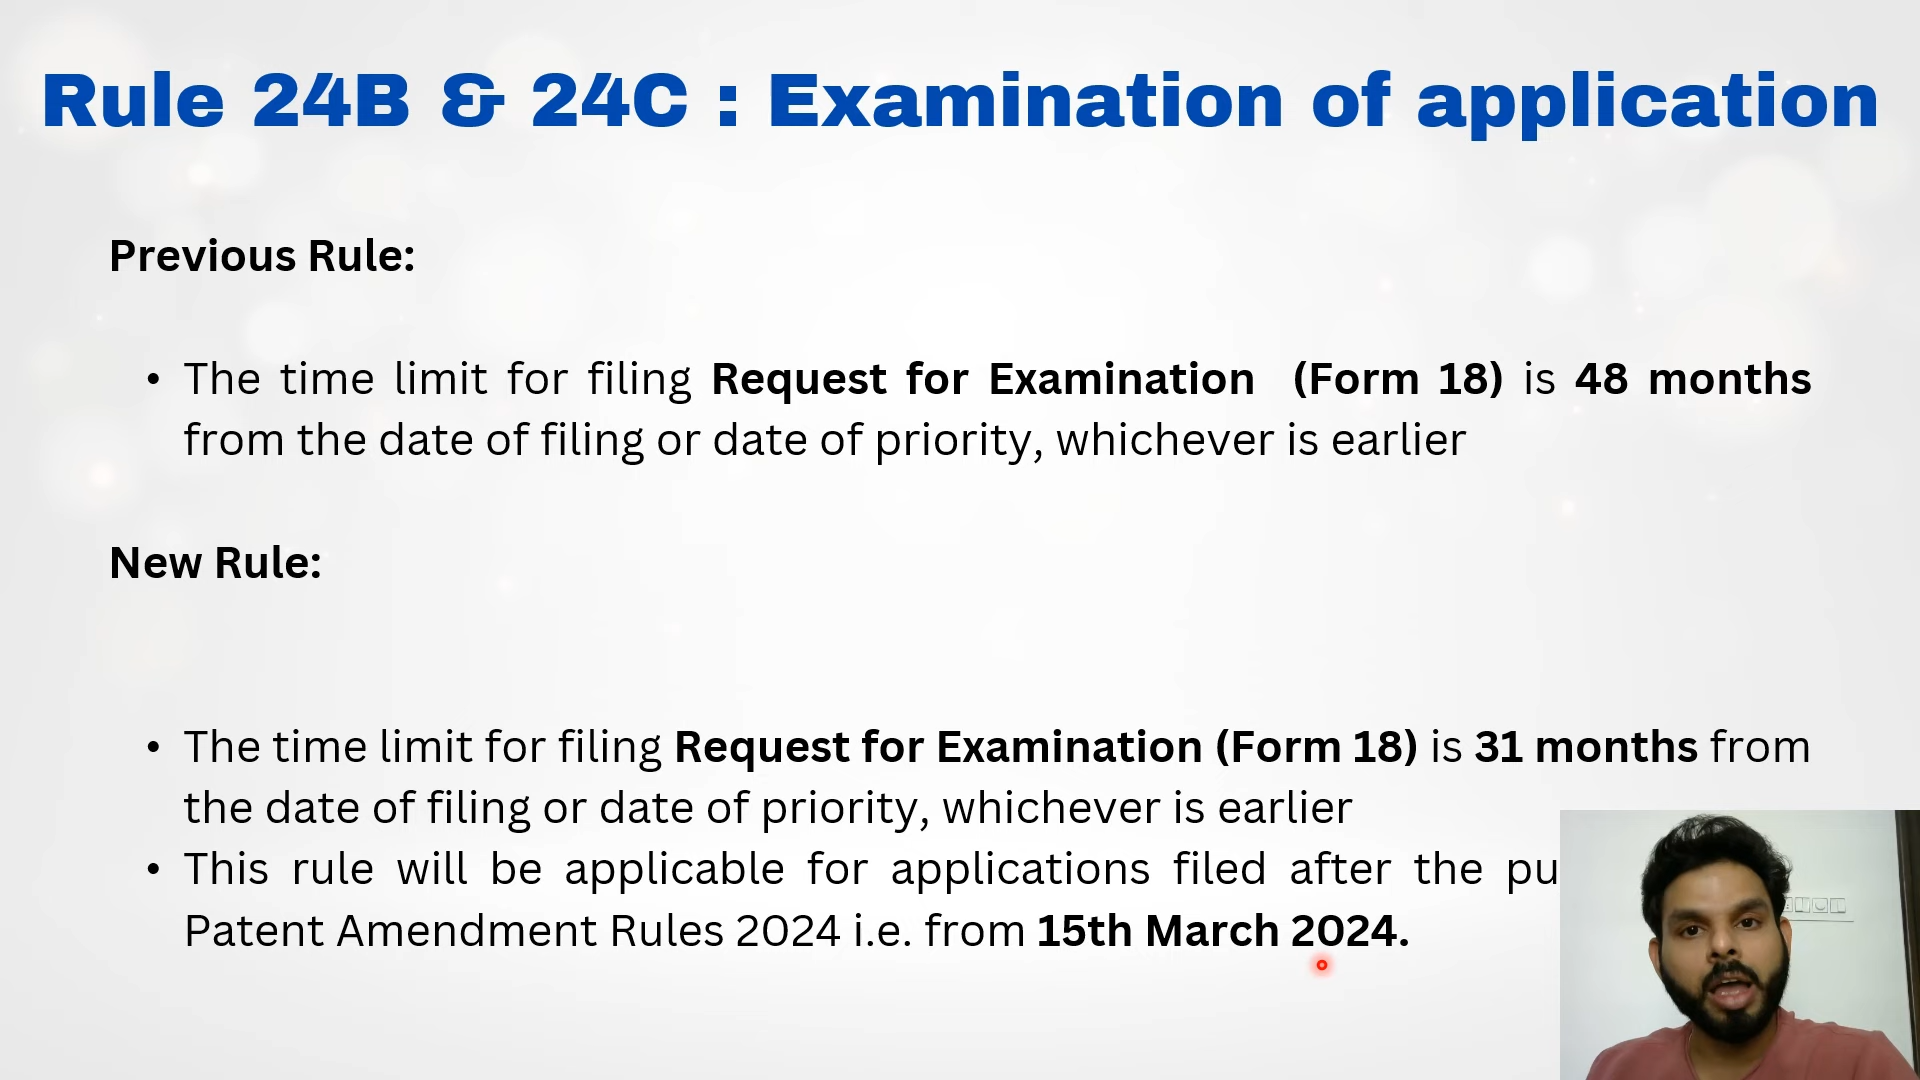 Rule 24B & 24C : Examination of application
Previous Rule:
• The time limit for filing Request for Examination (Form 18) is 48 months
from the date of filing or date of priority, whichever is earlier
New Rule:
• The time limit for filing Request for Examination (Form 18) is 31 months from
the date of filing or date of priority, whichever is earlier
• This rule will be applicable for applications filed after the
Patent Amendment Rules 2024 i.e. from 15th March 2024.